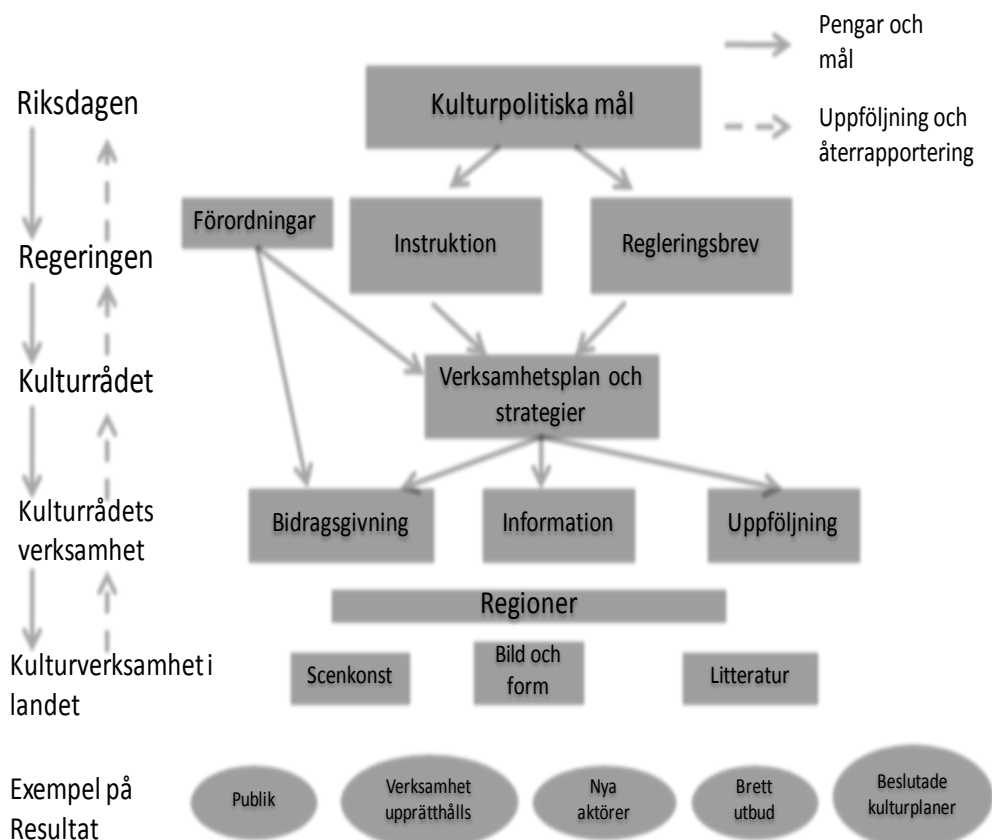 Pengar och
mål
Riksdagen
Kulturpolitiska mål
Uppföljning och
återrapportering
Förordningar
Instruktion
Regleringsbrev
Regeringen
Kulturrådet
Verksamhetsplan och
strategier
Kulturrådets
verksamhet
Bidragsgivning
Information
Uppföljning
Regioner
Kulturverksamhet i
landet
Scenkonst
Bild och
form
Litteratur
Exempel på
Resultat
Publik
Verksamhet
upprätthålls
Nya
aktörer
Brett
utbud
Beslutade
kulturplaner